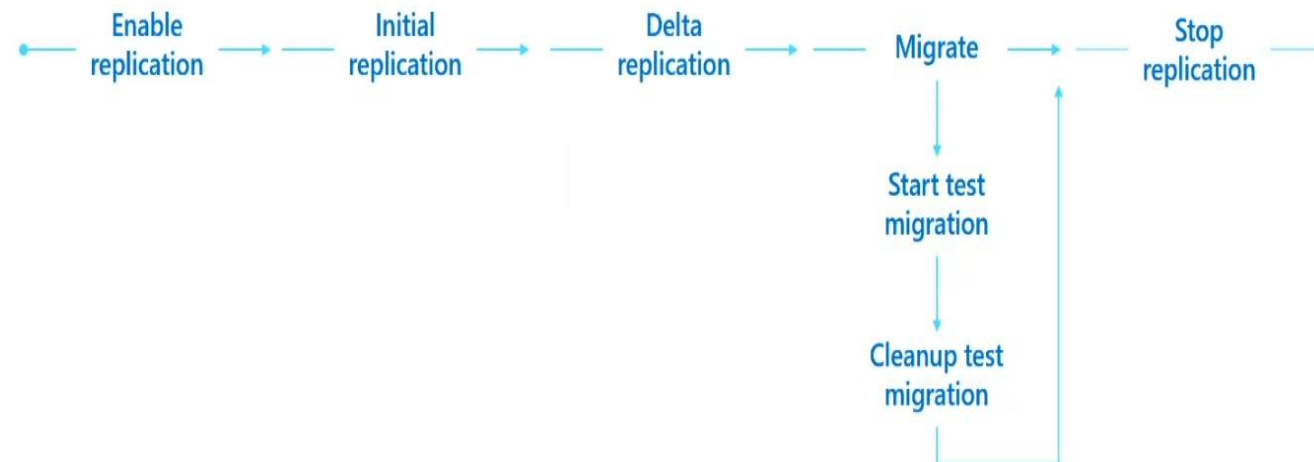 Enable
replication
Initial
replication
Delta
replication
Migrate
Stop
replication
Start test
migration
Cleanup test
migration